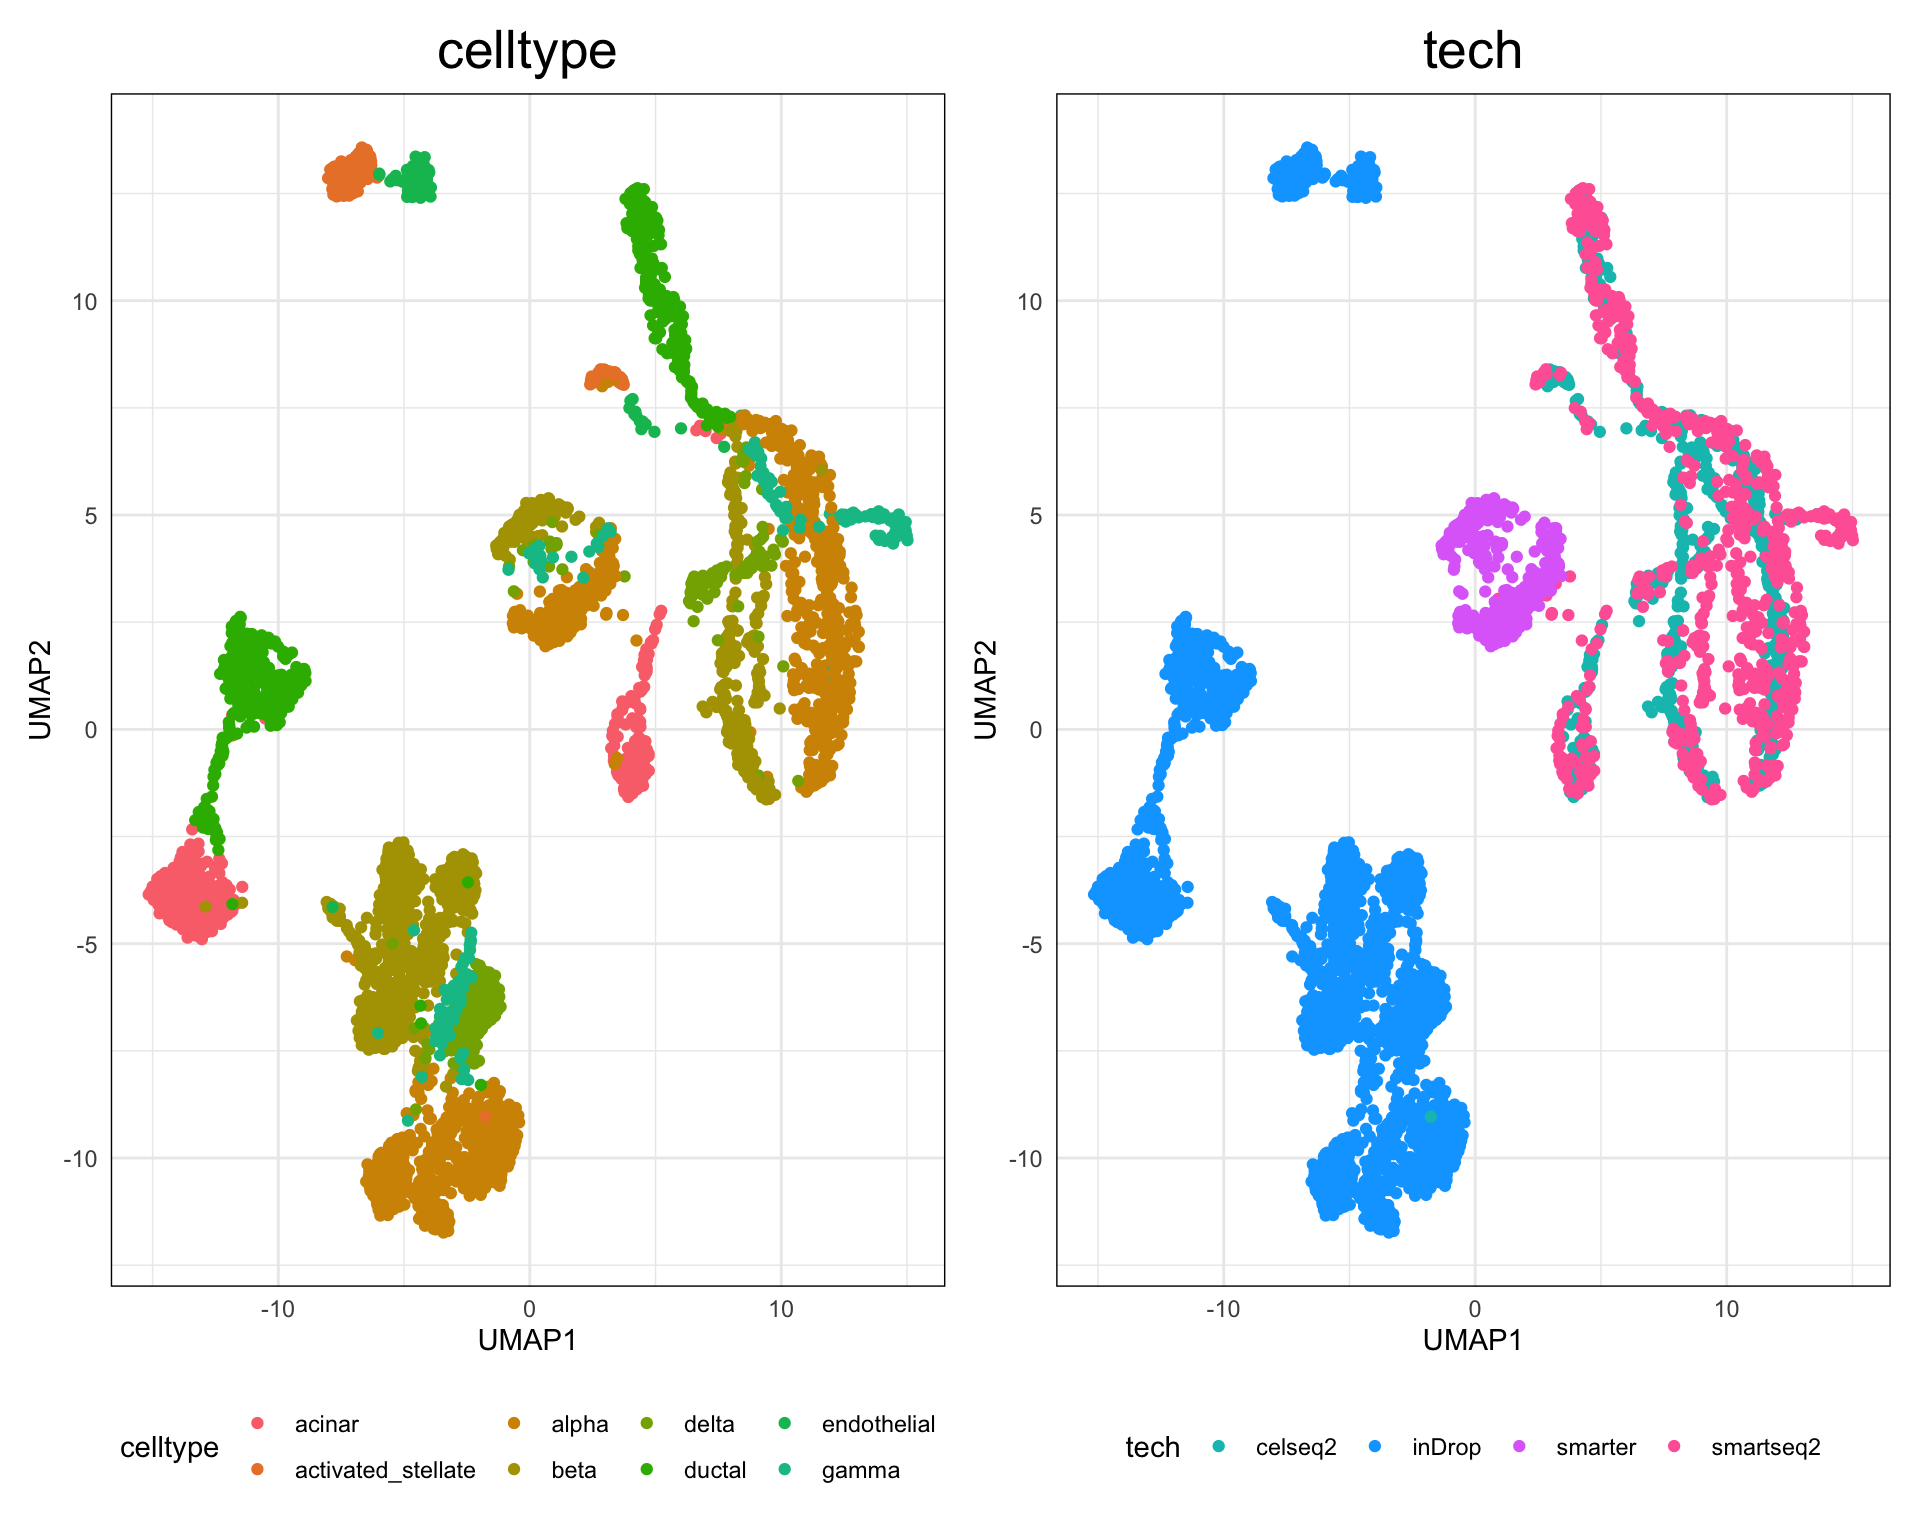 celltype
tech
10
5
0
-5
-10
UMAP2
-10
0
10
UMAP1
10
5
0
-5
-10
UMAP2
-10
0
10
UMAP1
celltype
acinar
alpha
delta
endothelial
activated_stellate
beta
ductal
gamma
tech
celseq2
inDrop
smarter
smartseq2